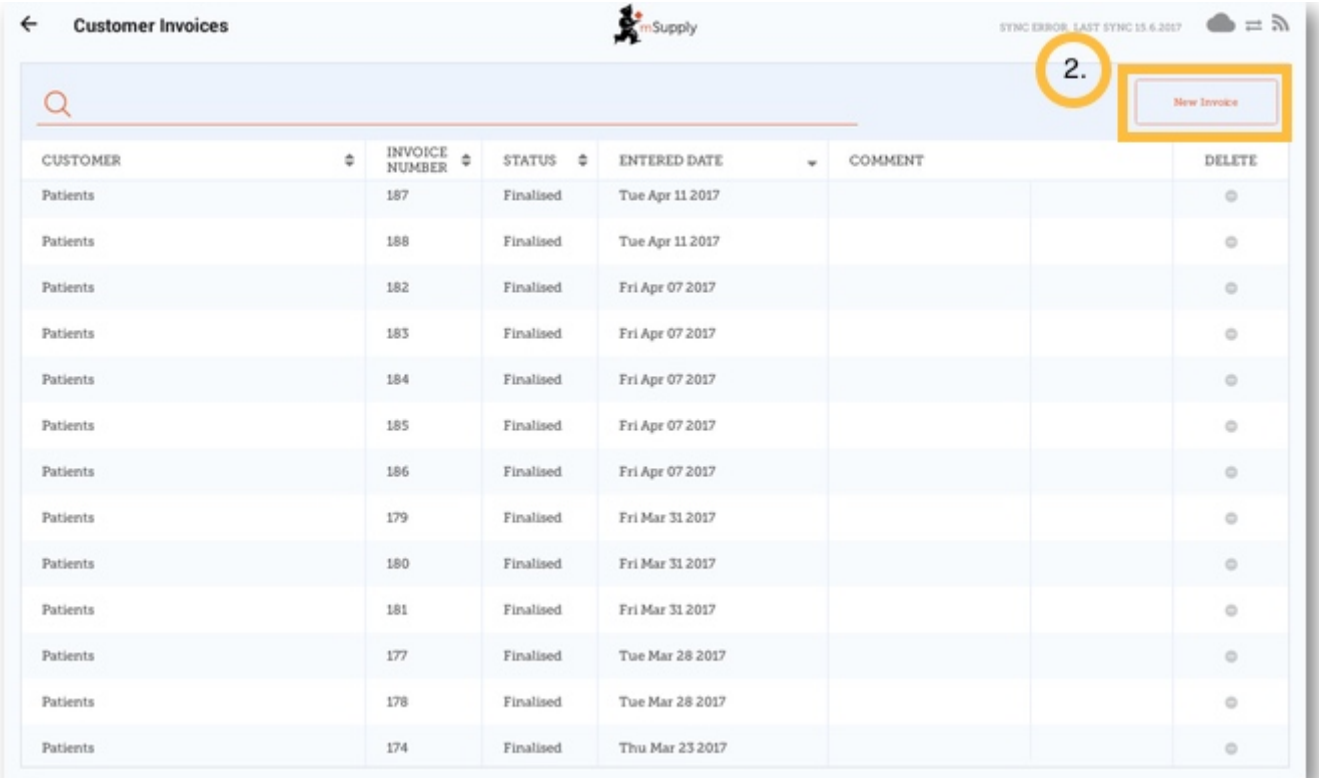 Customer Invoices
mSupply
SYNC ERROR, LAST SYNC 15.6.2017
2.
New Invoice
CUSTOMER INVOICE NUMBER STATUS ENTERED DATE COMMENT DELETE
Patients 187 Finalised Tue Apr 11 2017
Patients 188 Finalised Tue Apr 11 2017
Patients 182 Finalised Fri Apr 07 2017
Patients 183 Finalised Fri Apr 07 2017
Patients 184 Finalised Fri Apr 07 2017
Patients 185 Finalised Fri Apr 07 2017
Patients 186 Finalised Fri Apr 07 2017
Patients 179 Finalised Fri Mar 31 2017
Patients 180 Finalised Fri Mar 31 2017
Patients 181 Finalised Fri Mar 31 2017
Patients 177 Finalised Tue Mar 28 2017
Patients 178 Finalised Tue Mar 28 2017
Patients 174 Finalised Thu Mar 23 2017